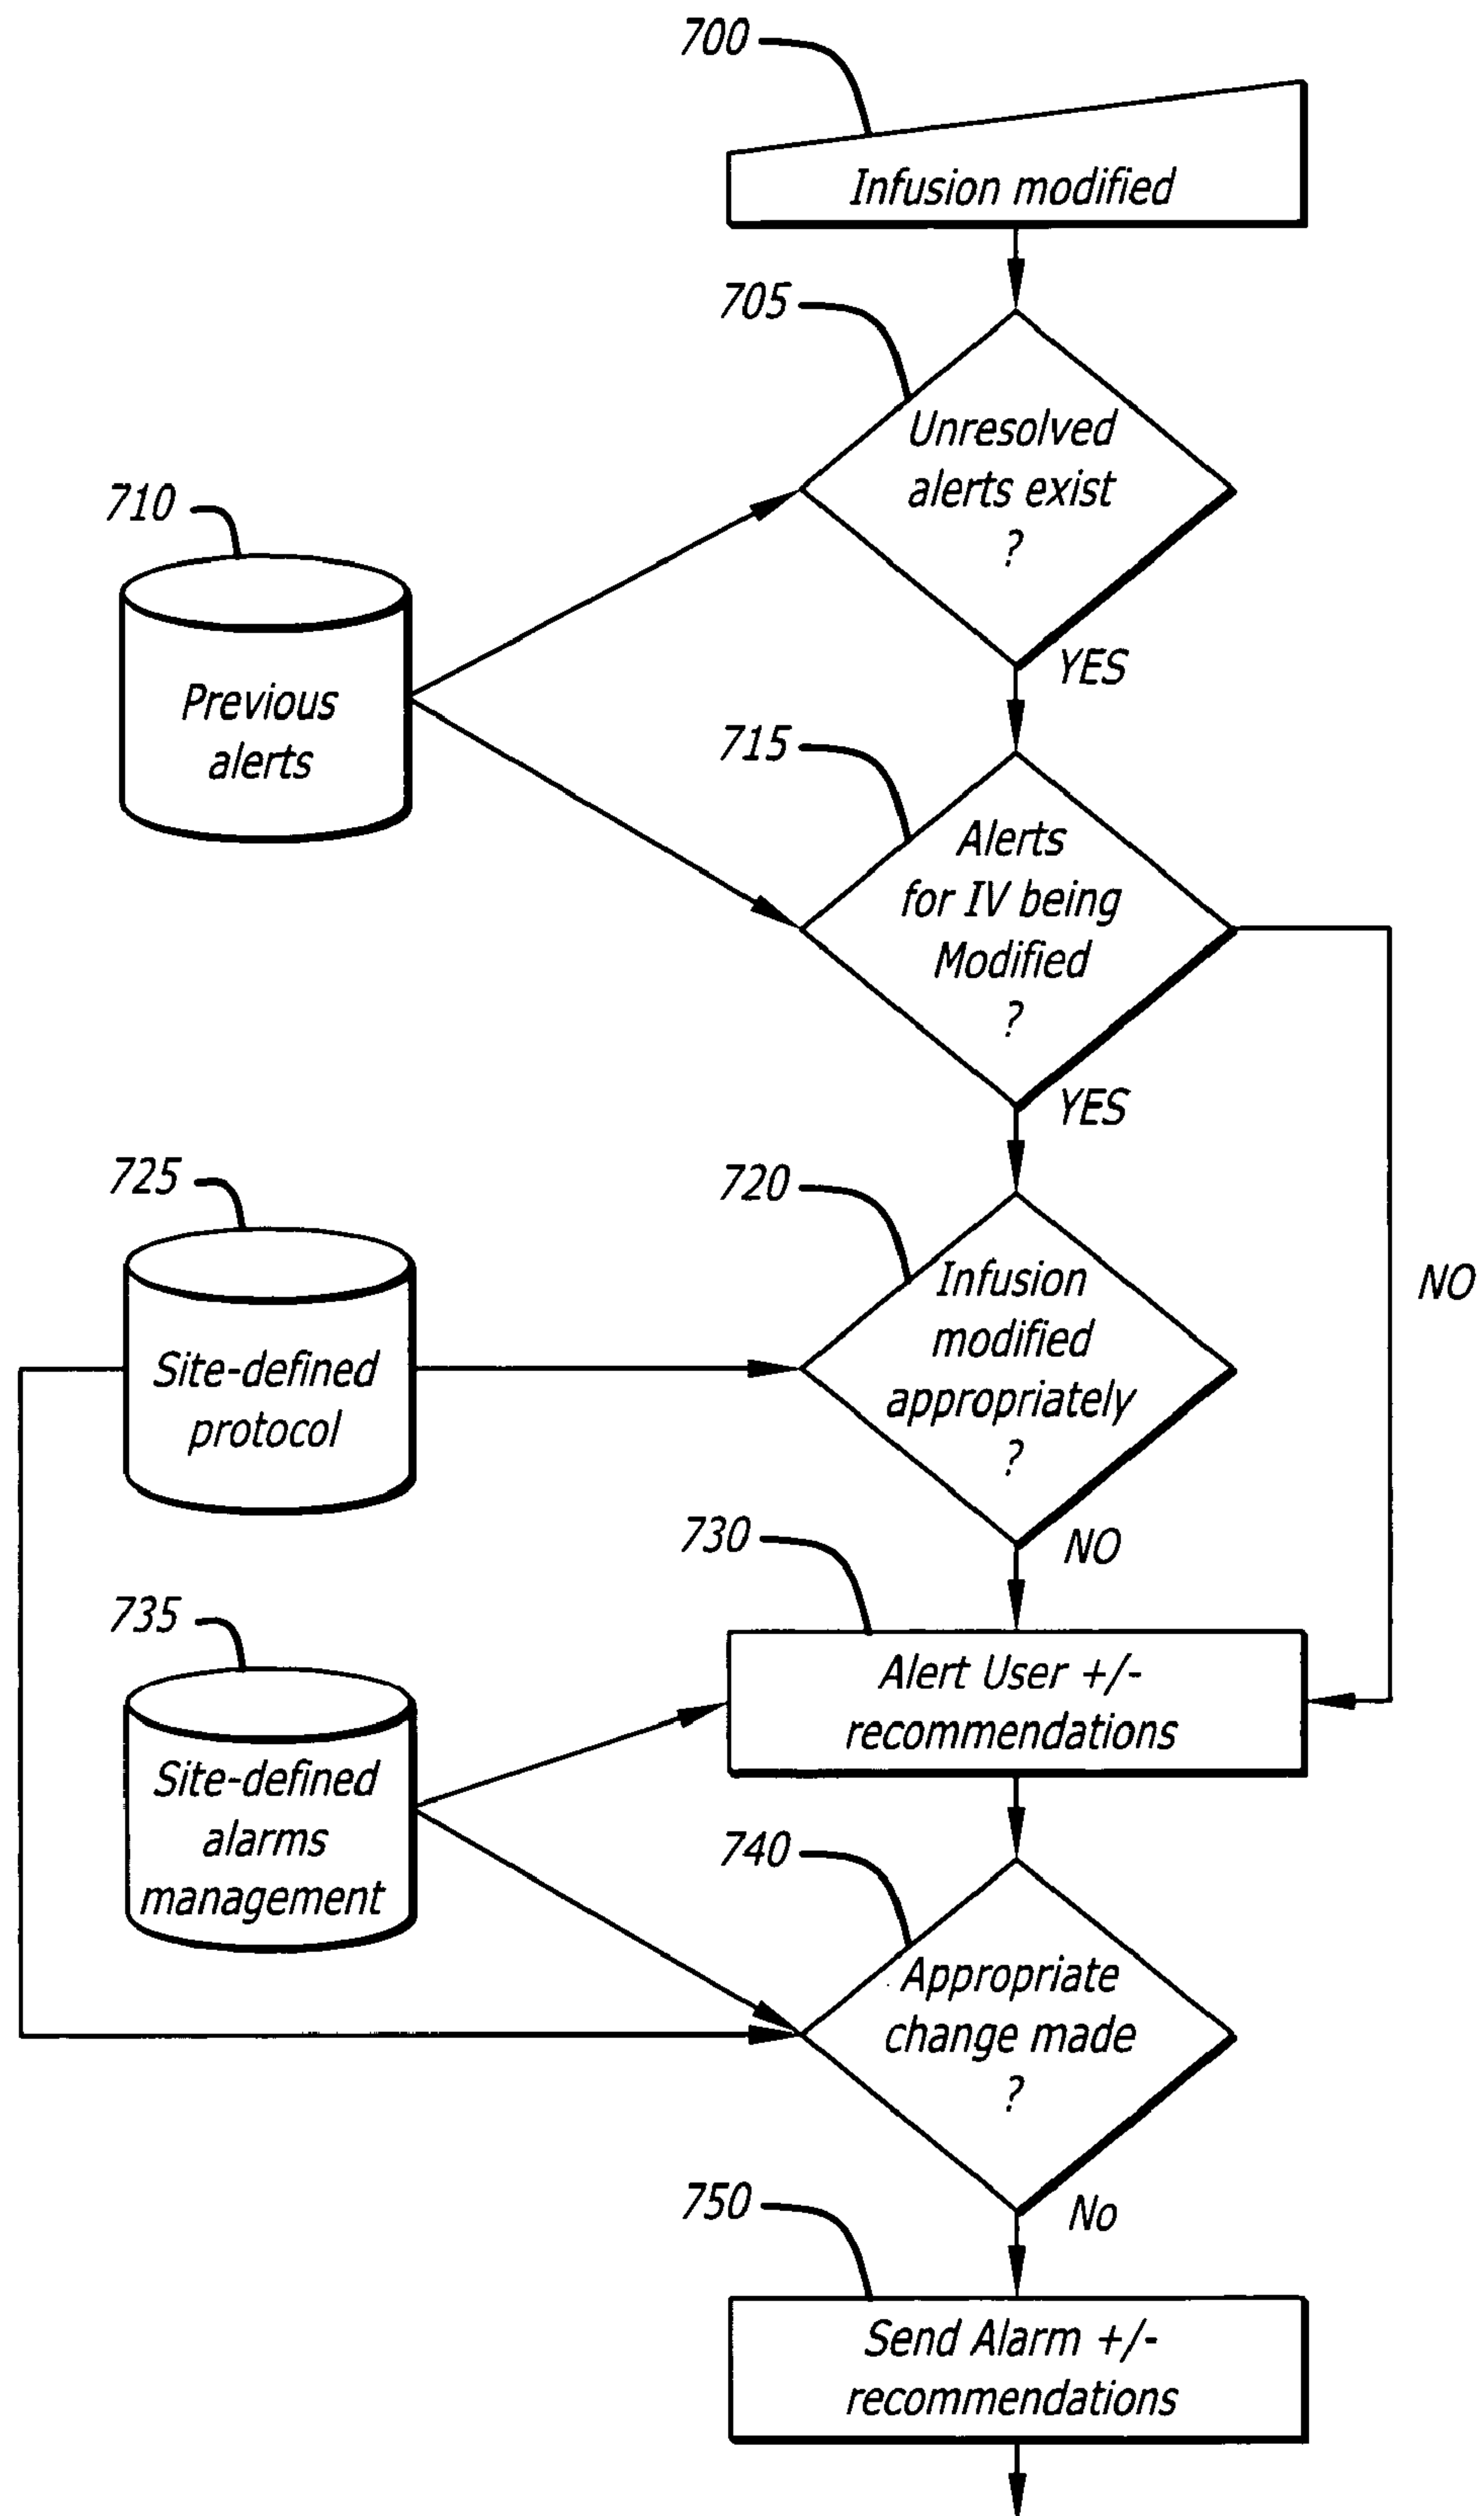 700
Infusion modified
705
Unresolved
alerts exist
?
710
YES
Previous
alerts
715
Alerts
for IV being
Modified
?
YES
725
720
Infusion
modified
appropriately
?
NO
Site-defined
protocol
730
NO
735
Alert User +/-
recommendations
Site-defined
alarms
management
740
Appropriate
change made
?
750
No
Send Alarm +/-
recommendations